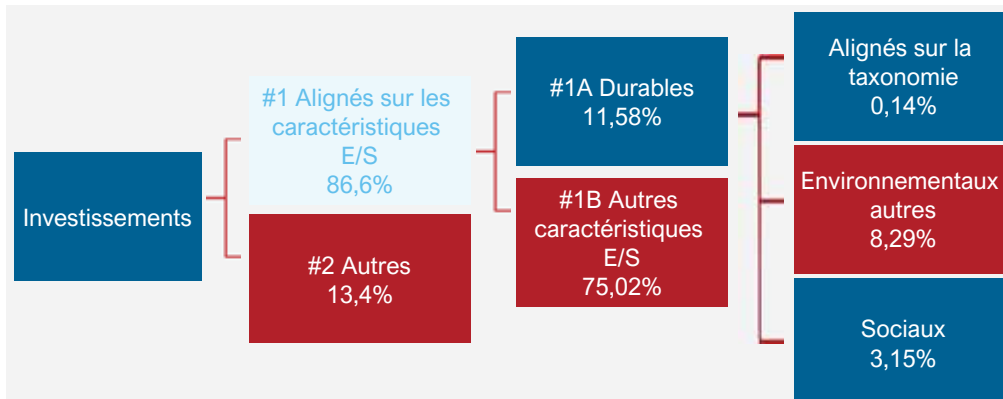 Investissements
#1 Alignés sur les
caractéristiques
E/S
86,6%
#2 Autres
13,4%
#1A Durables
11,58%
#1B Autres
caractéristiques
E/S
75,02%
Alignés sur la
taxonomie
0,14%
Environnementaux
autres
8,29%
Sociaux
3,15%